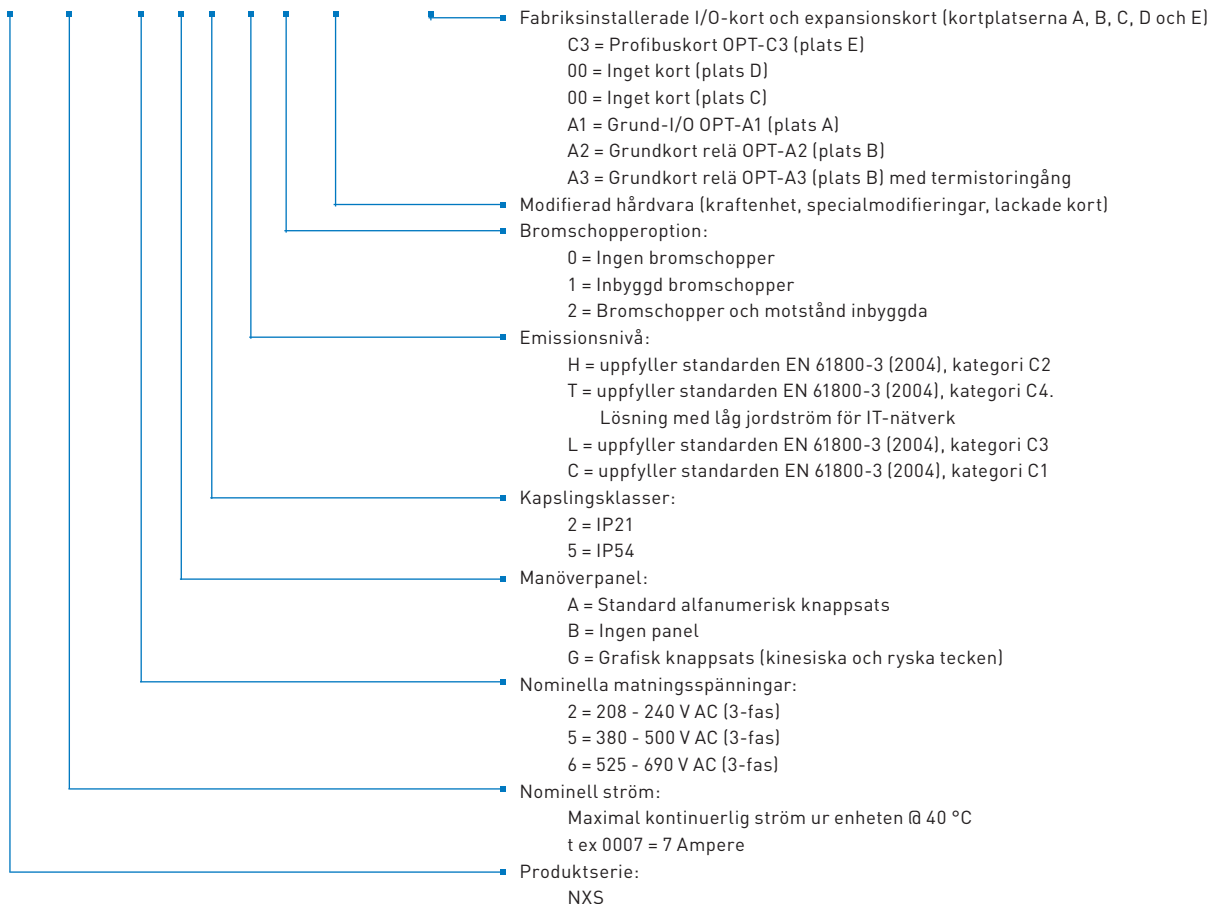 Fabriksinstallerade I/O-kort och expansionskort (kortplatserna A, B, C, D och E)
C3 = Profibuskort OPT-C3 (plats E)
00 = Inget kort (plats D)
00 = Inget kort (plats C)
A1 = Grund-I/O OPT-A1 (plats A)
A2 = Grundkort relä OPT-A2 (plats B)
A3 = Grundkort relä OPT-A3 (plats B) med termistoringång
Modifierad hårdvara (kraftenhet, specialmodifieringar, lackade kort)
Bromschopperoption:
0 = Ingen bromschopper
1 = Inbyggd bromschopper
2 = Bromschopper och motstånd inbyggda
Emissionsnivå:
H = uppfyller standarden EN 61800-3 (2004), kategori C2
T = uppfyller standarden EN 61800-3 (2004), kategori C4.
Lösning med låg jordström för IT-nätverk
L = uppfyller standarden EN 61800-3 (2004), kategori C3
C = uppfyller standarden EN 61800-3 (2004), kategori C1
Kapslingsklasser:
2 = IP21
5 = IP54
Manöverpanel:
A = Standard alfanumerisk knappsats
B = Ingen panel
G = Grafisk knappsats (kinesiska och ryska tecken)
Nominella matningsspänningar:
2 = 208 - 240 V AC (3-fas)
5 = 380 - 500 V AC (3-fas)
6 = 525 - 690 V AC (3-fas)
Nominell ström:
Maximal kontinuerlig ström ur enheten @ 40 °C
t ex 0007 = 7 Ampere
Produktserie:
NXS